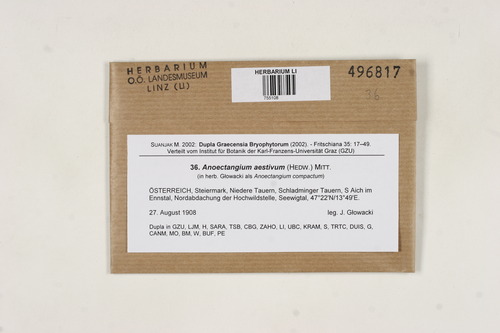 HERBARIUM
O.Ö. LANDESMUSEUM
LINZ (LI)
HERBARIUM LI
496817
36
SUANJAK M. 2002: Dupla Graecensia Bryophytorum (2002). - Fritschiana 35: 17–49.
Verteilt vom Institut für Botanik der Karl-Franzens-Universität Graz (GZU)
36. Anoectangium aestivum (HEDW.) MITT.
(in herb. Glowacki als Anoectangium compactum)
ÖSTERREICH, Steiermark, Niedere Tauern, Schladminger Tauern, S Aich im
Ennstal, Nordabdachung der Hochwildstelle, Seewigtal, 47°22'N/13°49'E.
27. August 1908 leg. J. Glowacki
Dupla in GZU, LJM, H, SARA, TSB, CBG, ZAHO, LI, UBC, KRAM, S, TRTC, DUIS, G,
CANM, MO, BM, W, BUF, PE